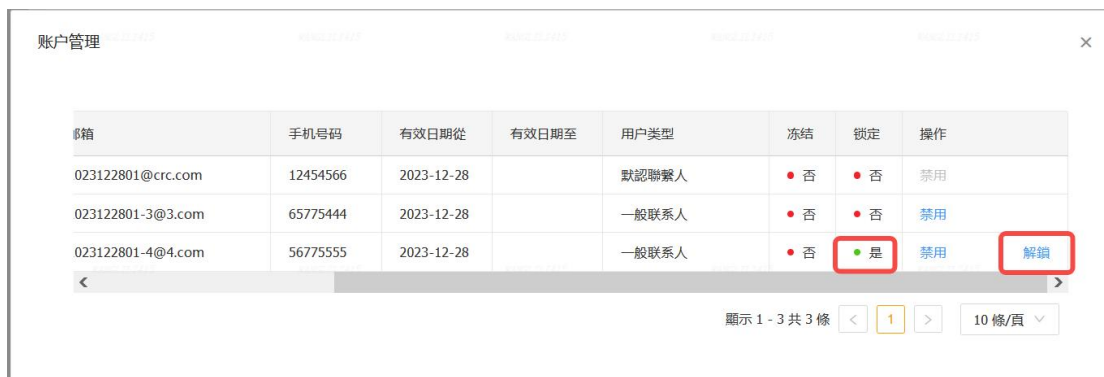 账户管理
邮箱 手机号码 有效日期從 有效日期至 用户类型 冻结 锁定 操作
023122801@crc.com 12454566 2023-12-28 默認聯繫人 否 否 禁用
023122801-3@3.com 65775444 2023-12-28 一般联系人 否 否 禁用
023122801-4@4.com 56775555 2023-12-28 一般联系人 否 是 禁用 解鎖
顯示 1 - 3 共 3 條 < 1 > 10 條/頁